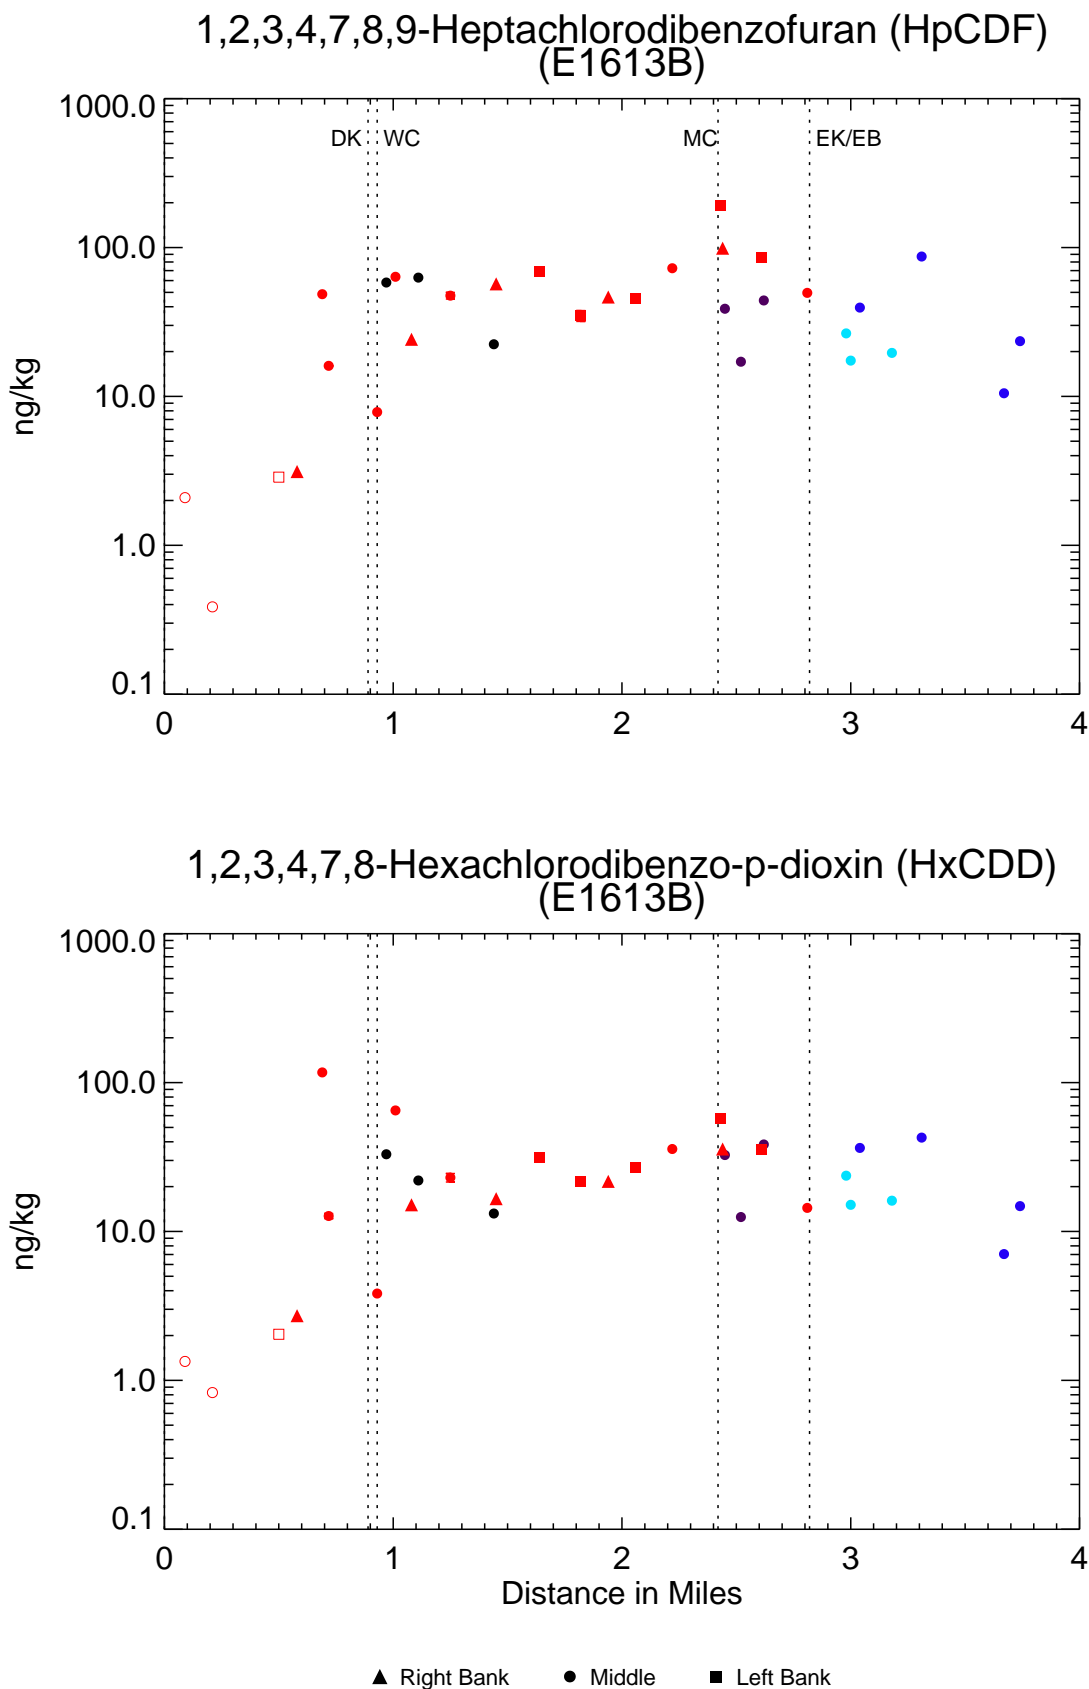 1,2,3,4,7,8,9-Heptachlorodibenzofuran (HpCDF)
(E1613B)
1000.0
DK WC MC EK/EB
100.0
ng/kg
10.0
1.0
0.1
0 1 2 3 4
1,2,3,4,7,8-Hexachlorodibenzo-p-dioxin (HxCDD)
(E1613B)
1000.0
100.0
ng/kg
10.0
1.0
0.1
0 1 2 3 4
Distance in Miles
Right Bank Middle Left Bank